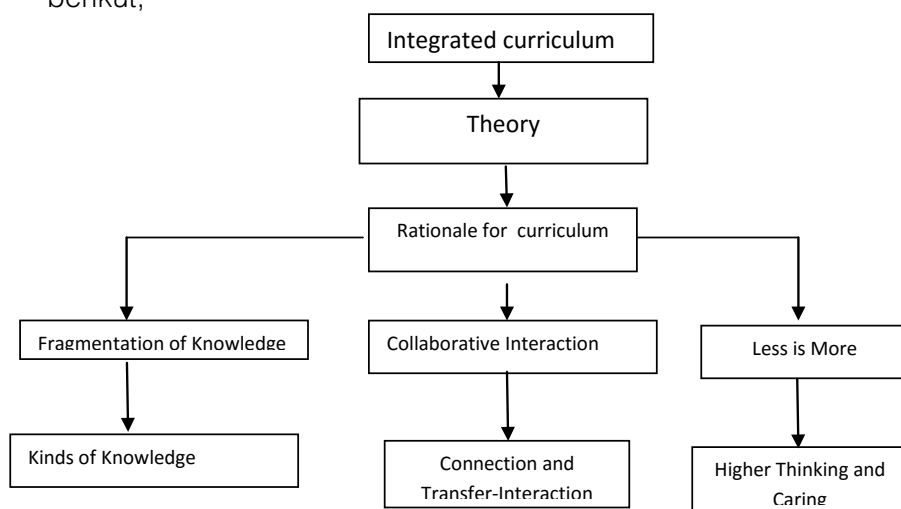 berikut;
Integrated curriculum
Theory
Rationale for curriculum
Fragmentation of Knowledge
Collaborative Interaction
Less is More
Kinds of Knowledge
Connection and
Transfer-Interaction
Higher Thinking and
Caring